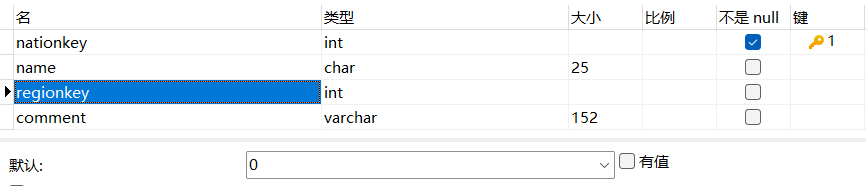 名 类型 大小 比例 不是 null 键
nationkey int 1
name char 25
regionkey int
comment varchar 152
默认: 0 有值